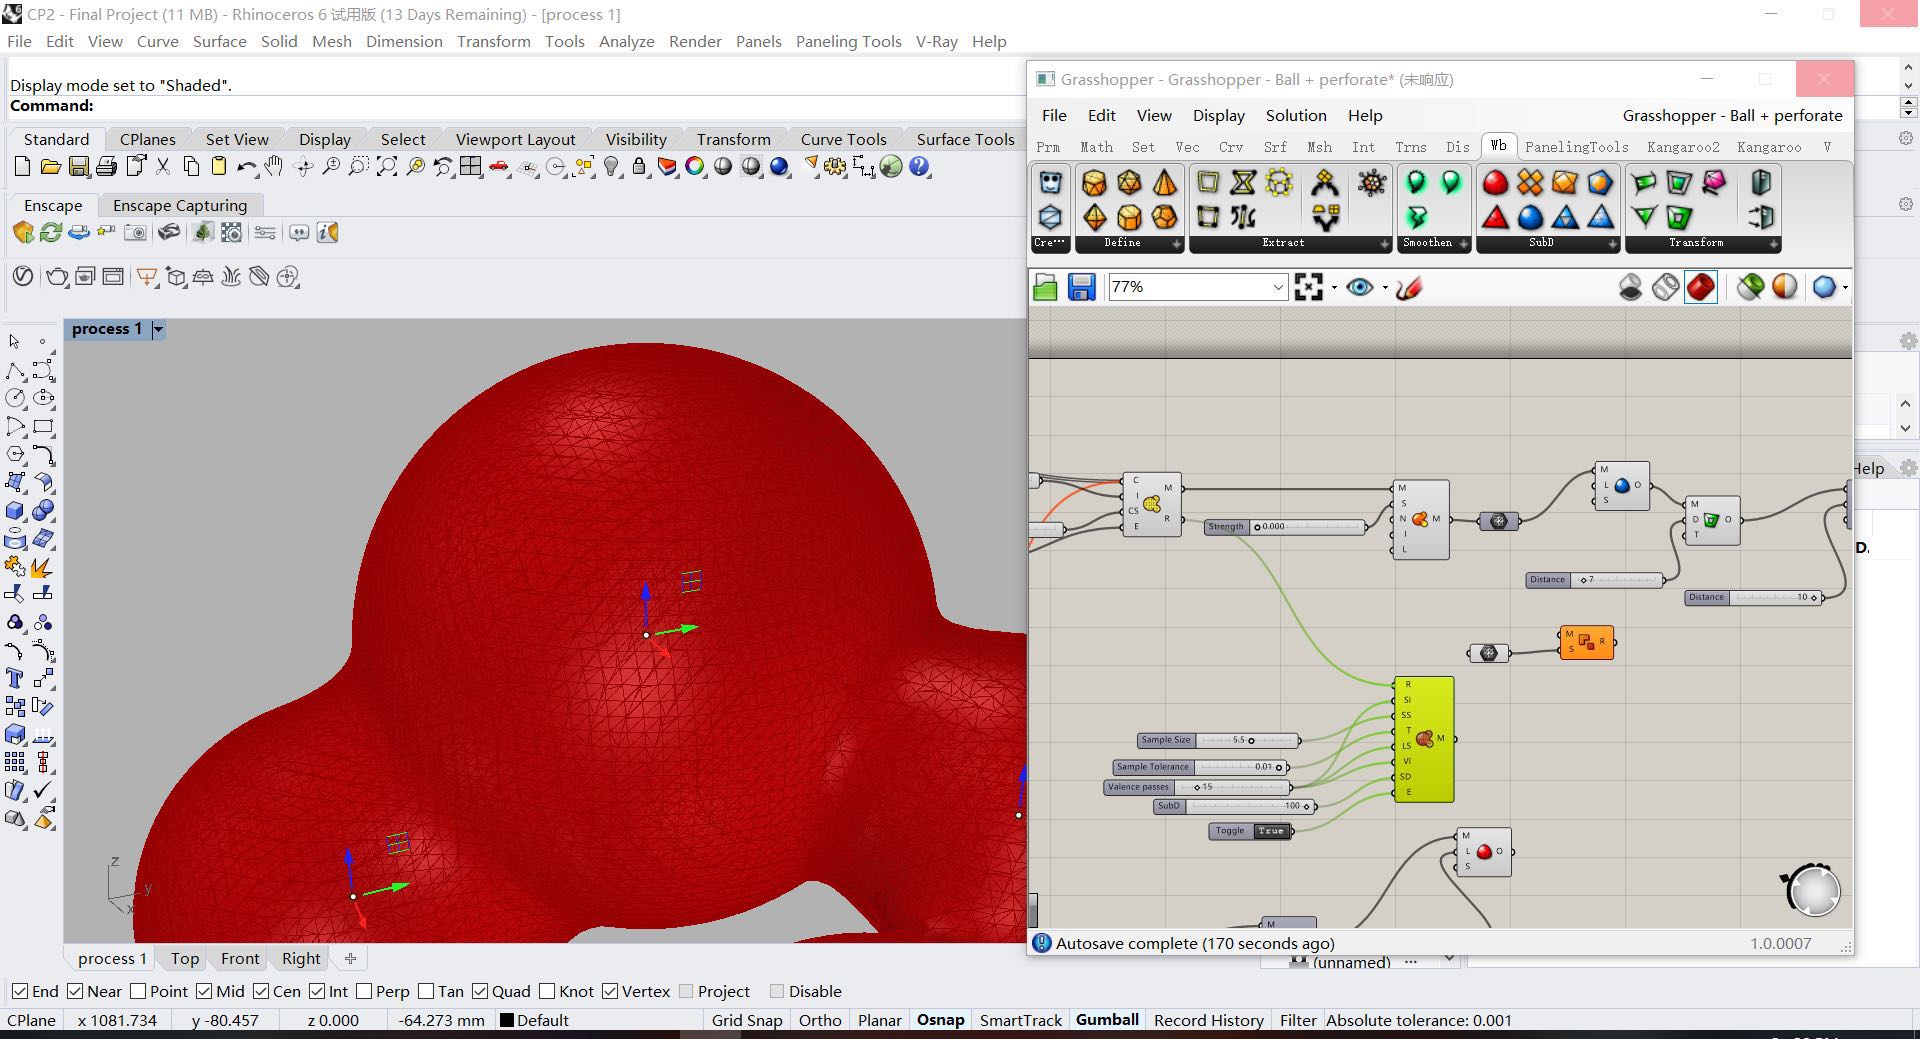 CP2 - Final Project (11 MB) - Rhinoceros 6 试用版 (13 Days Remaining) - [process 1]
File Edit View Curve Surface Solid Mesh Dimension Transform Tools Analyze Render Panels Paneling Tools V-Ray Help
Display mode set to "Shaded".
Command:
Standard CPlanes Set View Display Select Viewport Layout Visibility Transform Curve Tools Surface Tools
Enscape Enscape Capturing
process 1
Grasshopper - Grasshopper - Ball + perforate* (未响应)
File Edit View Display Solution Help Grasshopper - Ball + perforate
Prm Math Set Vec Crv Srf Msh Int Trns Dis Wb PanelingTools Kangaroo2 Kangaroo V
Cre··· Define Extract Smoothen SubD Transform
77%
C I CS E M R
Strength 0.000
M S N I L M
M L S O
M D T O
Distance 7
Distance 10
M S R
R SI SS T LS VI SD E M
Sample Size 5.5
Sample Tolerance 0.01
Valence passes 15
SubD 100
Toggle True
M L S O
M
Autosave complete (170 seconds ago) 1.0.0007
Help
D.
(unnamed) ...
z y x
process 1 Top Front Right
End Near Point Mid Cen Int Perp Tan Quad Knot Vertex Project Disable
CPlane x 1081.734 y -80.457 z 0.000 -64.273 mm Default Grid Snap Ortho Planar Osnap SmartTrack Gumball Record History Filter Absolute tolerance: 0.001